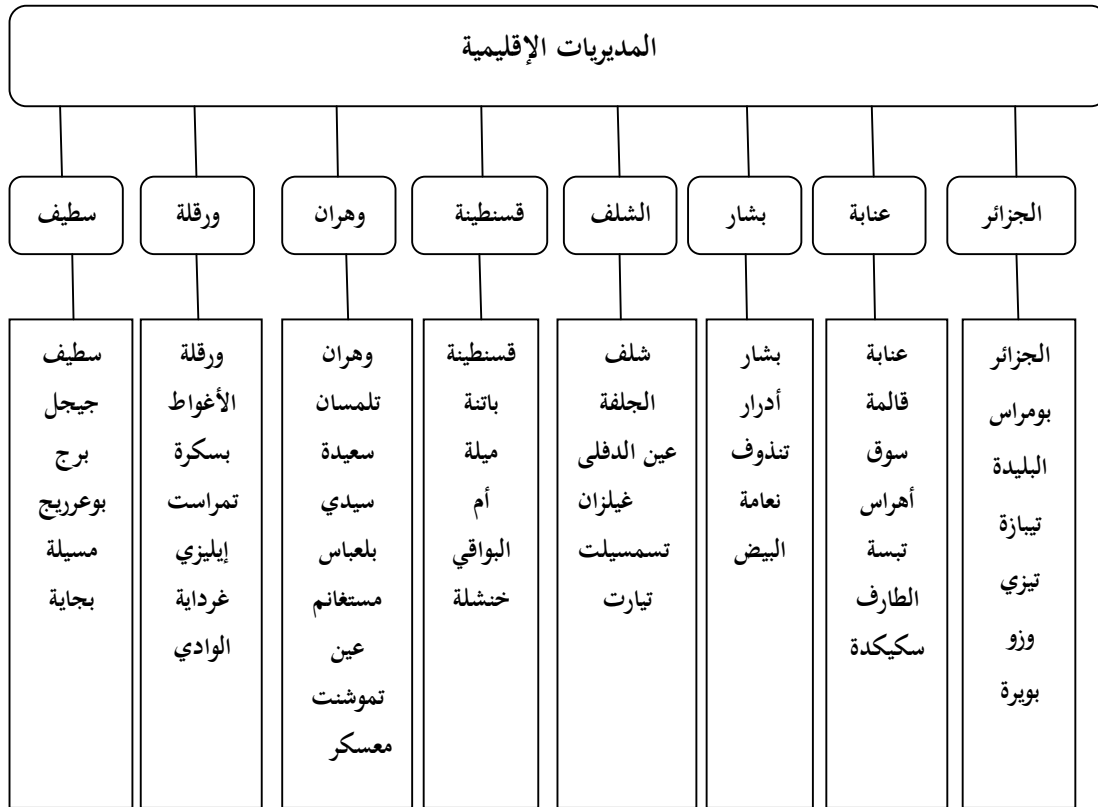 المديريات الإقليمية
الجزائر
عنابة
بشار
الشلف
قسنطينة
وهران
ورقلة
سطيف
الجزائر
بومراس
البليدة
تيبازة
تيزي
وزو
بويرة
عنابة
قالمة
سوق
أهراس
تبسة
الطارف
سكيكدة
بشار
أدرار
تنذوف
نعامة
البيض
شلف
الجلفة
عين الدفلى
غيلزان
تسمسيلت
تيارت
قسنطينة
باتنة
ميلة
أم
البواقي
خنشلة
وهران
تلمسان
سعيدة
سيدي
بلعباس
مستغانم
عين
تموشنت
معسكر
ورقلة
الأغواط
بسكرة
تمراست
إيليزي
غرداية
الوادي
سطيف
جيجل
برج
بوعرريج
مسيلة
بجاية